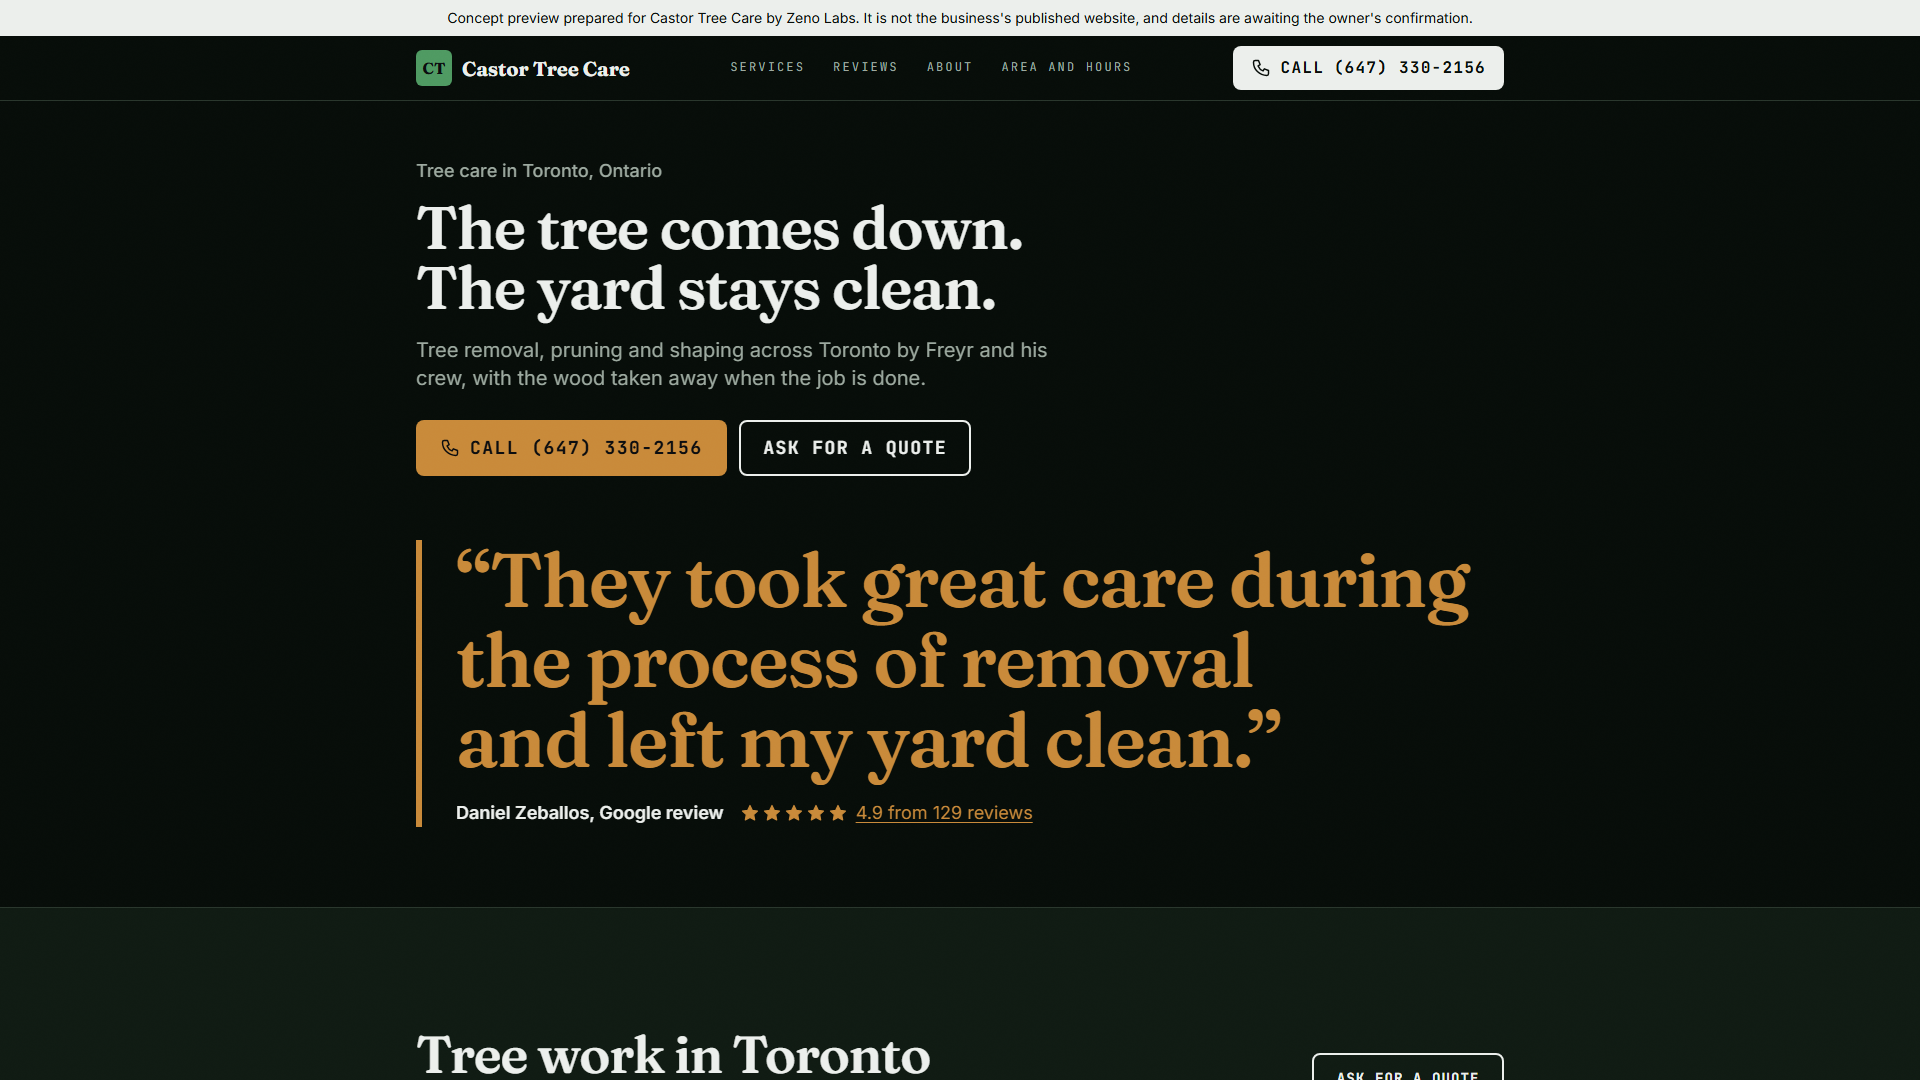 Concept preview prepared for Castor Tree Care by Zeno Labs. It is not the business's published website, and details are awaiting the owner's confirmation.
CT
Castor Tree Care
SERVICES
REVIEWS
ABOUT
AREA AND HOURS
CALL (647) 330-2156
Tree care in Toronto, Ontario
The tree comes down.
The yard stays clean.
Tree removal, pruning and shaping across Toronto by Freyr and his
crew, with the wood taken away when the job is done.
CALL (647) 330-2156
ASK FOR A QUOTE
“They took great care during
the process of removal
and left my yard clean.”
Daniel Zeballos, Google review
4.9 from 129 reviews
Tree work in Toronto
ASK FOR A QUOTE